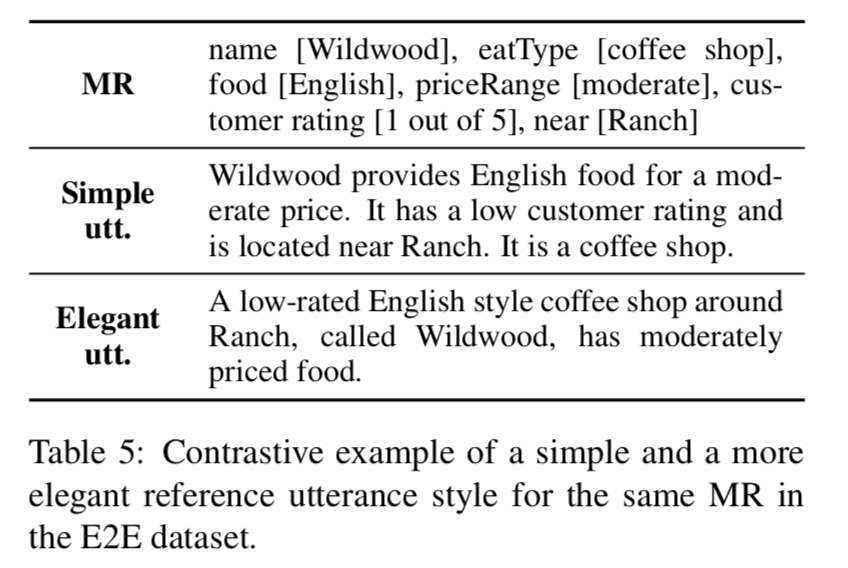 MR
name [Wildwood], eatType [coffee shop],
food [English], priceRange [moderate], cus-
tomer rating [1 out of 5], near [Ranch]
Simple
utt.
Wildwood provides English food for a mod-
erate price. It has a low customer rating and
is located near Ranch. It is a coffee shop.
Elegant
utt.
A low-rated English style coffee shop around
Ranch, called Wildwood, has moderately
priced food.
Table 5: Contrastive example of a simple and a more
elegant reference utterance style for the same MR in
the E2E dataset.